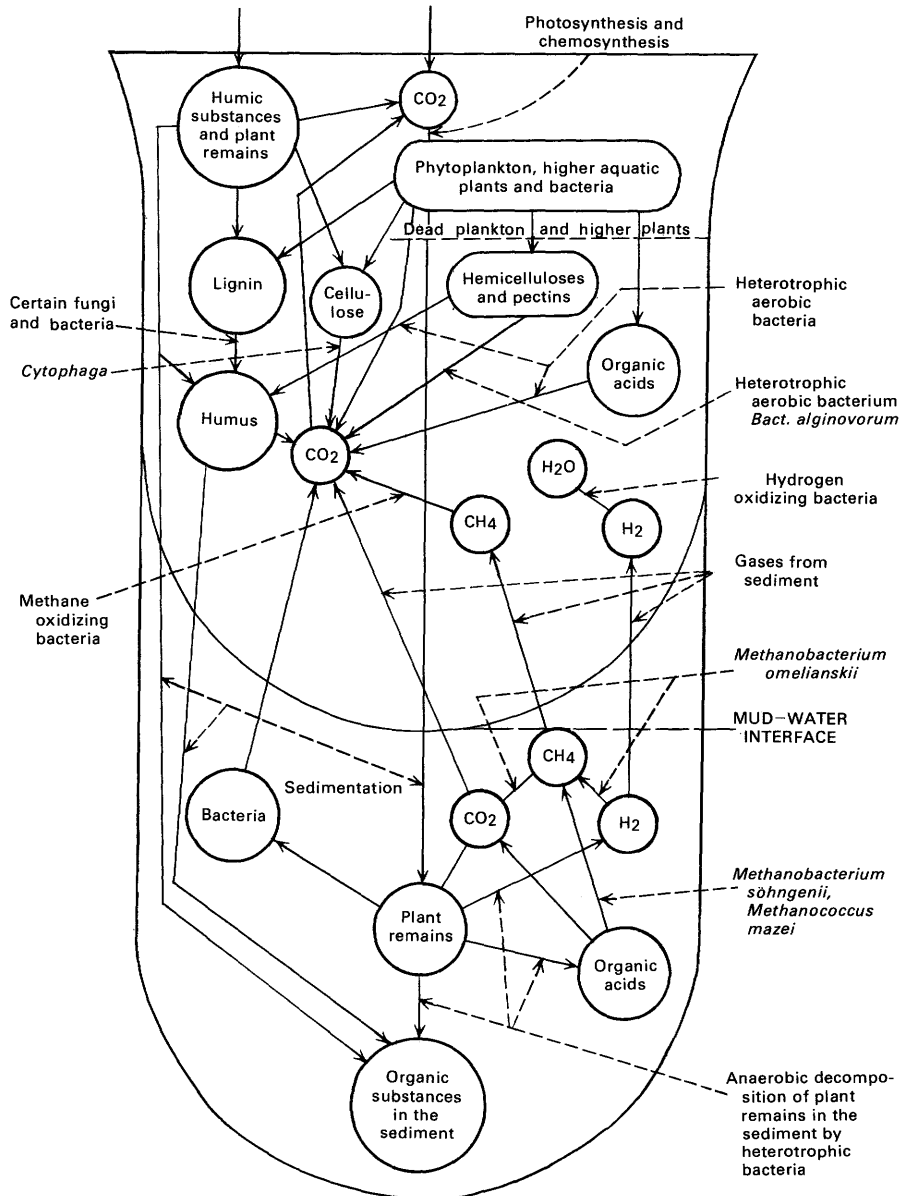 Photosynthesis and
chemosynthesis
Humic
substances
and plant
remains
CO2
Phytoplankton, higher aquatic
plants and bacteria
Dead plankton and higher plants
Lignin
Cellu-
lose
Hemicelluloses
and pectins
Heterotrophic
aerobic
bacteria
Certain fungi
and bacteria
Cytophaga
Organic
acids
Heterotrophic
aerobic bacterium
Bact. alginovorum
Humus
CO2
H2O
Hydrogen
oxidizing bacteria
CH4
H2
Gases from
sediment
Methane
oxidizing
bacteria
Methanobacterium
omelianskii
MUD–WATER
INTERFACE
CH4
Sedimentation
Bacteria
CO2
H2
Methanobacterium
söhngenii,
Methanococcus
mazei
Plant
remains
Organic
acids
Organic
substances
in the
sediment
Anaerobic decompo-
sition of plant
remains in the
sediment by
heterotrophic
bacteria